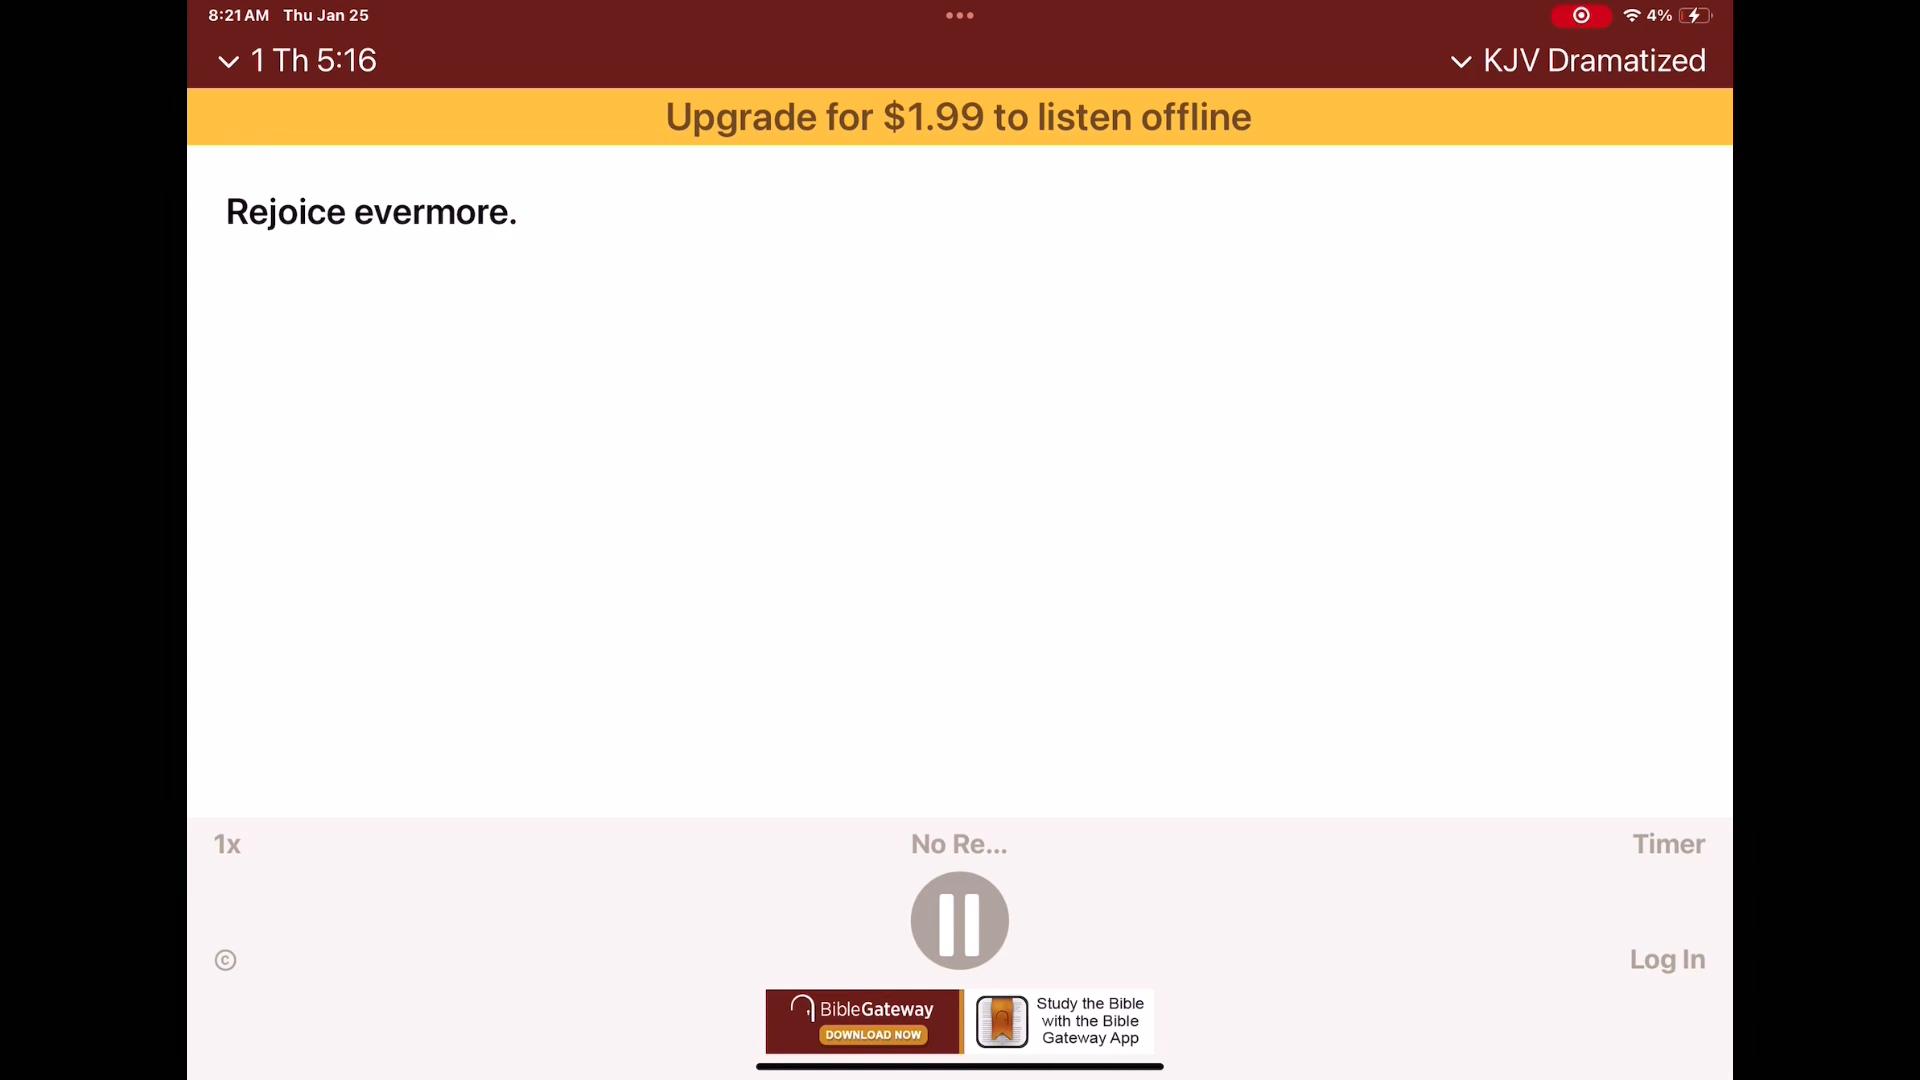 8:21 AM Thu Jan 25
4%
1 Th 5:16
KJV Dramatized
Upgrade for $1.99 to listen offline
Rejoice evermore.
1x
No Re...
Timer
©
Log In
BibleGateway
DOWNLOAD NOW
Study the Bible
with the Bible
Gateway App